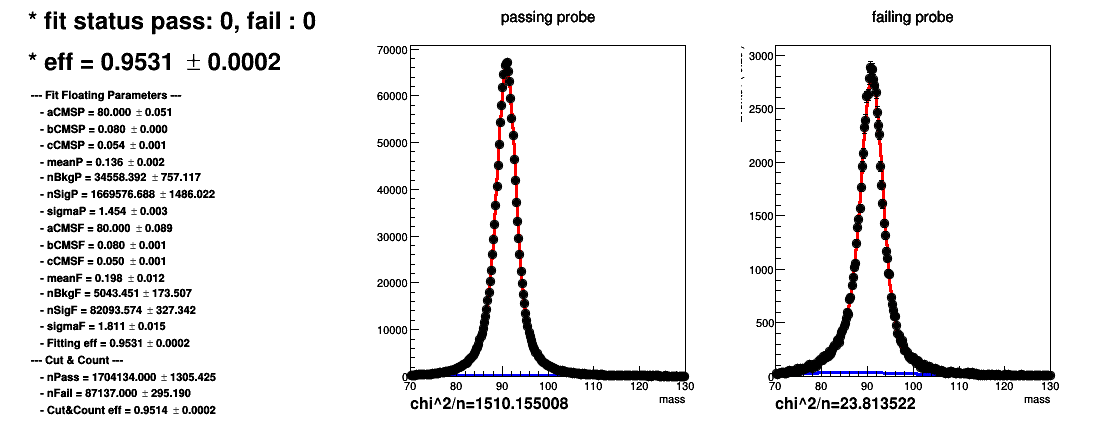 * fit status pass: 0, fail : 0
* eff = 0.9531 ± 0.0002
--- Fit Floating Parameters ---
- aCMSP = 80.000 ± 0.051
- bCMSP = 0.080 ± 0.000
- cCMSP = 0.054 ± 0.001
- meanP = 0.136 ± 0.002
- nBkgP = 34558.392 ± 757.117
- nSigP = 1669576.688 ± 1486.022
- sigmaP = 1.454 ± 0.003
- aCMSF = 80.000 ± 0.089
- bCMSF = 0.080 ± 0.001
- cCMSF = 0.050 ± 0.001
- meanF = 0.198 ± 0.012
- nBkgF = 5043.451 ± 173.507
- nSigF = 82093.574 ± 327.342
- sigmaF = 1.811 ± 0.015
- Fitting eff = 0.9531 ± 0.0002
--- Cut & Count ---
- nPass = 1704134.000 ± 1305.425
- nFail = 87137.000 ± 295.190
- Cut&Count eff = 0.9514 ± 0.0002
passing probe
70000
60000
50000
40000
30000
20000
10000
0
70 80 90 100 110 120 130
mass
chi^2/n=1510.155008
failing probe
3000
2500
2000
1500
1000
500
0
70 80 90 100 110 120 130
mass
chi^2/n=23.813522